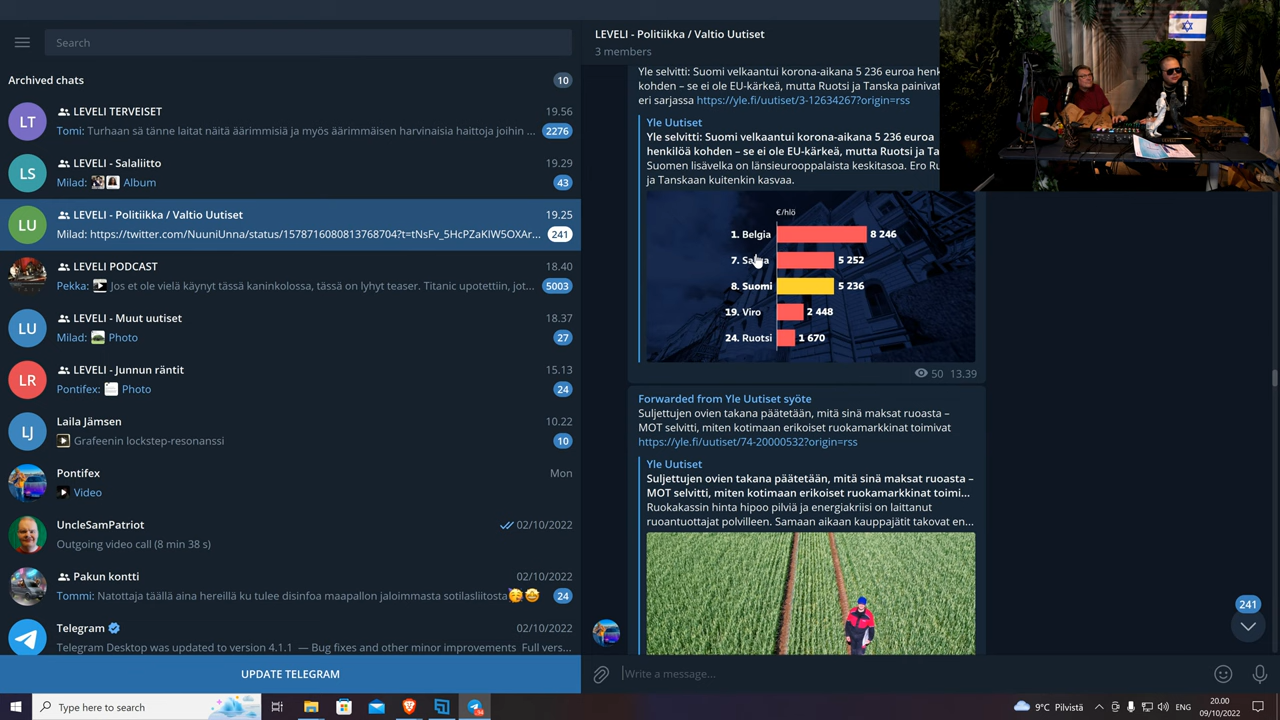 Search
Archived chats
10
LT
LEVELI TERVEISET
19.56
Tomi: Turhaan sä tänne laitat näitä äärimmisiä ja myös äärimmäisen harvinaisia haittoja joihin ...
2276
LS
LEVELI - Salaliitto
19.29
Milad: Album
43
LU
LEVELI - Politiikka / Valtio Uutiset
19.25
Milad: https://twitter.com/NuuniUnna/status/1578716080813768704?t=tNsFv_5HcPZaKIW5OXAr...
241
LEVELI PODCAST
18.40
Pekka: Jos et ole vielä käynyt tässä kaninkolossa, tässä on lyhyt teaser. Titanic upotettiin, jot...
5003
LU
LEVELI - Muut uutiset
18.37
Milad: Photo
27
LR
LEVELI - Junnun räntit
15.13
Pontifex: Photo
24
LJ
Laila Jämsen
10.22
Grafeenin lockstep-resonanssi
10
Pontifex
Mon
Video
UncleSamPatriot
02/10/2022
Outgoing video call (8 min 38 s)
Pakun kontti
02/10/2022
Tommi: Natottaja täällä aina hereillä ku tulee disinfoa maapallon jaloimmasta sotilasliitosta
24
Telegram
02/10/2022
Telegram Desktop was updated to version 4.1.1 — Bug fixes and other minor improvements Full vers...
UPDATE TELEGRAM
LEVELI - Politiikka / Valtio Uutiset
3 members
Yle selvitti: Suomi velkaantui korona-aikana 5 236 euroa henk
kohden – se ei ole EU-kärkeä, mutta Ruotsi ja Tanska painivat
eri sarjassa https://yle.fi/uutiset/3-12634267?origin=rss
Yle Uutiset
Yle selvitti: Suomi velkaantui korona-aikana 5 236 euroa
henkilöä kohden – se ei ole EU-kärkeä, mutta Ruotsi ja Ta
Suomen lisävelka on länsieurooppalaista keskitasoa. Ero Ru
ja Tanskaan kuitenkin kasvaa.
€/hlö
1. Belgia 8 246
7. 5 252
8. Suomi 5 236
19. Viro 2 448
24. Ruotsi 1 670
50 13.39
Forwarded from Yle Uutiset syöte
Suljettujen ovien takana päätetään, mitä sinä maksat ruoasta –
MOT selvitti, miten kotimaan erikoiset ruokamarkkinat toimivat
https://yle.fi/uutiset/74-20000532?origin=rss
Yle Uutiset
Suljettujen ovien takana päätetään, mitä sinä maksat ruoasta –
MOT selvitti, miten kotimaan erikoiset ruokamarkkinat toimi...
Ruokakassin hinta hipoo pilviä ja energiakriisi on laittanut
ruoantuottajat polvilleen. Samaan aikaan kauppajätit takovat en...
241
Write a message...
Type here to search
9°C Pilvistä
ENG
20.00
09/10/2022